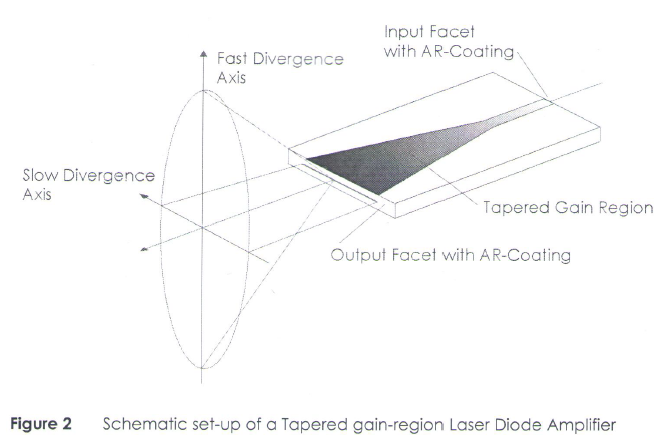 Input Facet
with AR-Coating
Fast Divergence
Axis
Slow Divergence
Axis
Tapered Gain Region
Output Facet with AR-Coating
Figure 2 Schematic set-up of a Tapered gain-region Laser Diode Amplifier